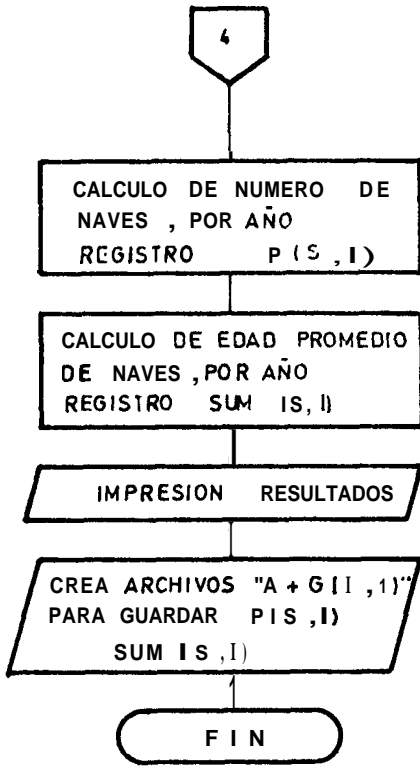 4
CALCULO DE NUMERO DE
NAVES , POR AÑO
REGISTRO P (S , I)
CALCULO DE EDAD PROMEDIO
DE NAVES , POR AÑO
REGISTRO SUM (S, I)
IMPRESION RESULTADOS
CREA ARCHIVOS "A + G (I , 1)"
PARA GUARDAR P(S , I)
SUM (S , I)
FIN